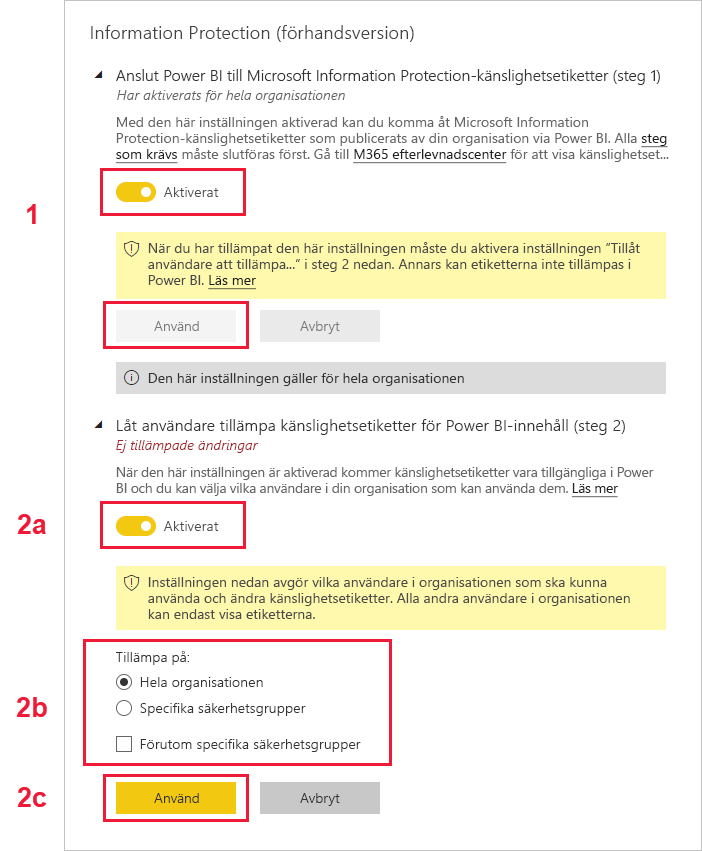 Information Protection (förhandsversion)
Anslut Power BI till Microsoft Information Protection-känslighetsetiketter (steg 1)
Har aktiverats för hela organisationen
Med den här inställningen aktiverad kan du komma åt Microsoft Information
Protection-känslighetsetiketter som publicerats av din organisation via Power BI. Alla steg
som krävs måste slutföras först. Gå till M365 efterlevnadscenter för att visa känslighetset...
1
Aktiverat
När du har tillämpat den här inställningen måste du aktivera inställningen ”Tillåt
användare att tillämpa...” i steg 2 nedan. Annars kan etiketterna inte tillämpas i
Power BI. Läs mer
Använd Avbryt
Den här inställningen gäller för hela organisationen
Låt användare tillämpa känslighetsetiketter för Power BI-innehåll (steg 2)
Ej tillämpade ändringar
När den här inställningen är aktiverad kommer känslighetsetiketter vara tillgängliga i Power
BI och du kan välja vilka användare i din organisation som kan använda dem. Läs mer
2a Aktiverat
Inställningen nedan avgör vilka användare i organisationen som ska kunna
använda och ändra känslighetsetiketter. Alla andra användare i organisationen
kan endast visa etiketterna.
Tillämpa på:
Hela organisationen
2b Specifika säkerhetsgrupper
Förutom specifika säkerhetsgrupper
2c Använd Avbryt